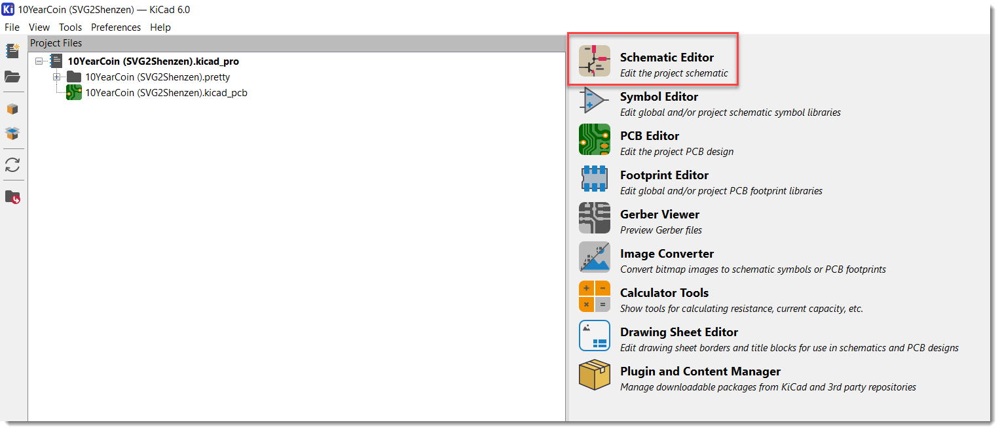 Ki 10YearCoin (SVG2Shenzen) — KiCad 6.0
File View Tools Preferences Help
Project Files
10YearCoin (SVG2Shenzen).kicad_pro
10YearCoin (SVG2Shenzen).pretty
10YearCoin (SVG2Shenzen).kicad_pcb
Schematic Editor
Edit the project schematic
Symbol Editor
Edit global and/or project schematic symbol libraries
PCB Editor
Edit the project PCB design
Footprint Editor
Edit global and/or project PCB footprint libraries
Gerber Viewer
Preview Gerber files
Image Converter
Convert bitmap images to schematic symbols or PCB footprints
Calculator Tools
Show tools for calculating resistance, current capacity, etc.
Drawing Sheet Editor
Edit drawing sheet borders and title blocks for use in schematics and PCB designs
Plugin and Content Manager
Manage downloadable packages from KiCad and 3rd party repositories